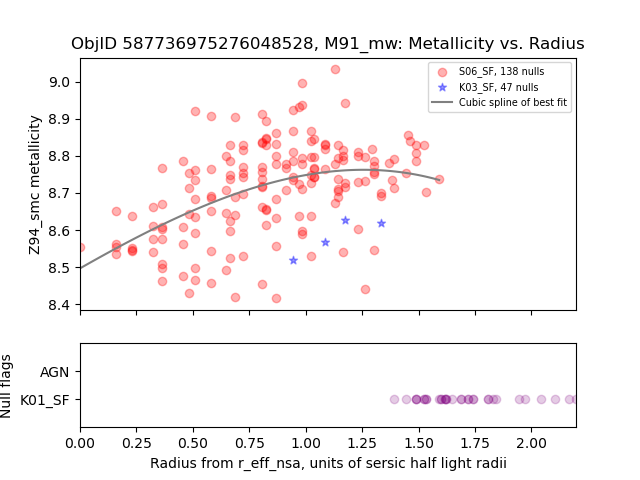 ObjID 587736975276048528, M91_mw: Metallicity vs. Radius
Z94_smc metallicity
9.0
8.9
8.8
8.7
8.6
8.5
8.4
S06_SF, 138 nulls
K03_SF, 47 nulls
Cubic spline of best fit
Null flags
AGN
K01_SF
0.00 0.25 0.50 0.75 1.00 1.25 1.50 1.75 2.00
Radius from r_eff_nsa, units of sersic half light radii